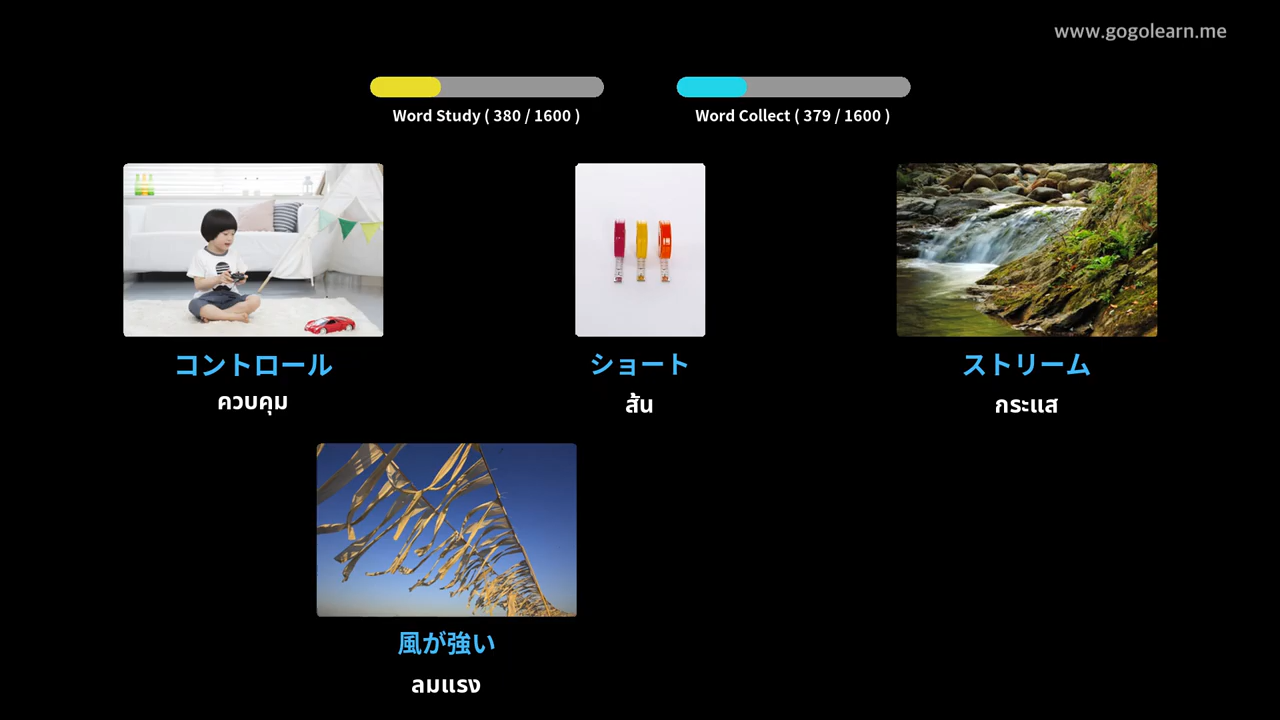 www.gogolearn.me
Word Study ( 380 / 1600 )
Word Collect ( 379 / 1600 )
コントロール
ควบคุม
ショート
สั้น
ストリーム
กระแส
風が強い
ลมแรง